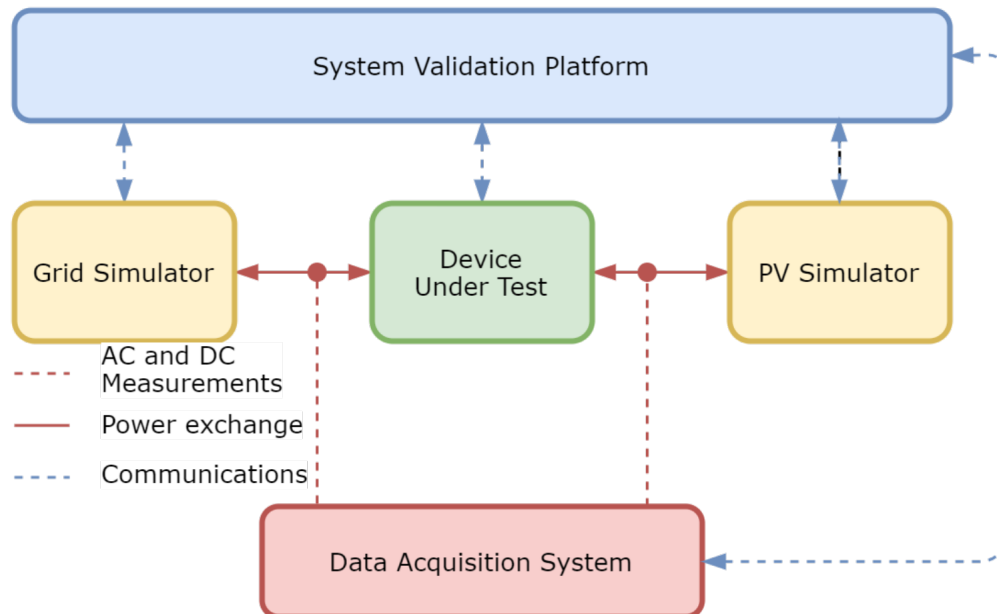 System Validation Platform
Grid Simulator
Device
Under Test
PV Simulator
AC and DC
Measurements
Power exchange
Communications
Data Acquisition System